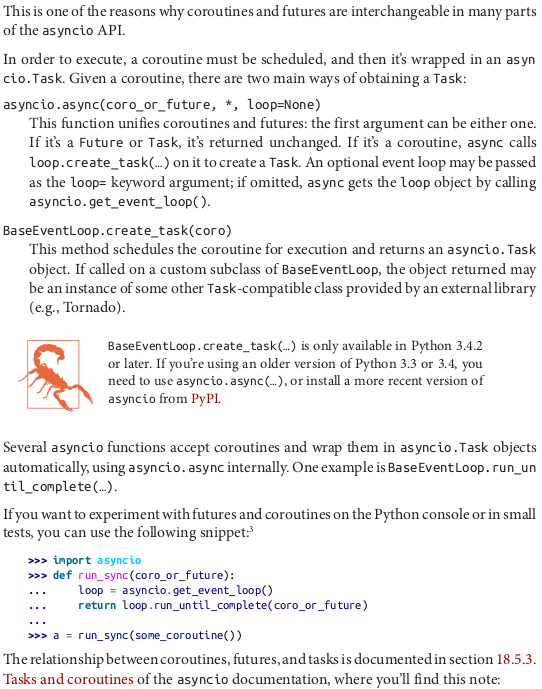 This is one of the reasons why coroutines and futures are interchangeable in many parts
of the asyncio API.
In order to execute, a coroutine must be scheduled, and then it's wrapped in an asyn
cio.Task. Given a coroutine, there are two main ways of obtaining a Task:
asyncio.async(coro_or_future, *, loop=None)
This function unifies coroutines and futures: the first argument can be either one.
If it's a Future or Task, it's returned unchanged. If it's a coroutine, async calls
loop.create_task(…) on it to create a Task. An optional event loop may be passed
as the loop= keyword argument; if omitted, async gets the loop object by calling
asyncio.get_event_loop().
BaseEventLoop.create_task(coro)
This method schedules the coroutine for execution and returns an asyncio.Task
object. If called on a custom subclass of BaseEventLoop, the object returned may
be an instance of some other Task-compatible class provided by an external library
(e.g., Tornado).
BaseEventLoop.create_task(…) is only available in Python 3.4.2
or later. If you're using an older version of Python 3.3 or 3.4, you
need to use asyncio.async(…), or install a more recent version of
asyncio from PyPI.
Several asyncio functions accept coroutines and wrap them in asyncio.Task objects
automatically, using asyncio.async internally. One example is BaseEventLoop.run_un
til_complete(…).
If you want to experiment with futures and coroutines on the Python console or in small
tests, you can use the following snippet:³
>>> import asyncio
>>> def run_sync(coro_or_future):
...     loop = asyncio.get_event_loop()
...     return loop.run_until_complete(coro_or_future)
...
>>> a = run_sync(some_coroutine())
The relationship between coroutines, futures, and tasks is documented in section 18.5.3.
Tasks and coroutines of the asyncio documentation, where you'll find this note: